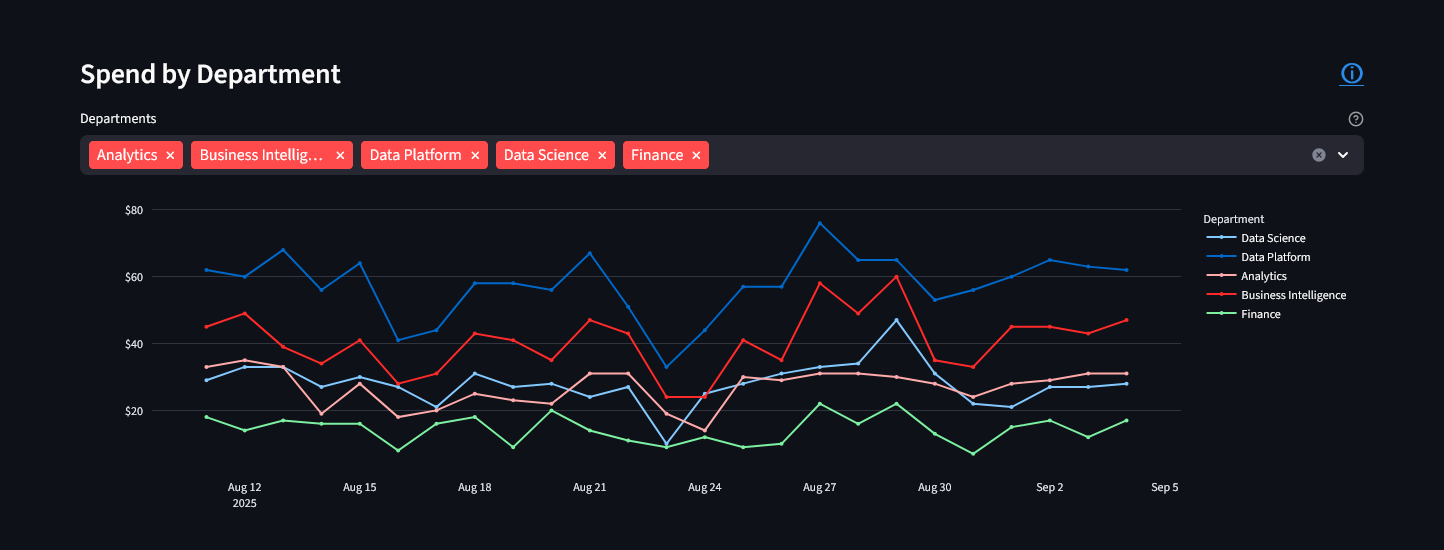 Spend by Department
Departments
Analytics × Business Intellig... × Data Platform × Data Science × Finance ×
$80
$60
$40
$20
Aug 12 Aug 15 Aug 18 Aug 21 Aug 24 Aug 27 Aug 30 Sep 2 Sep 5
2025
Department
Data Science
Data Platform
Analytics
Business Intelligence
Finance